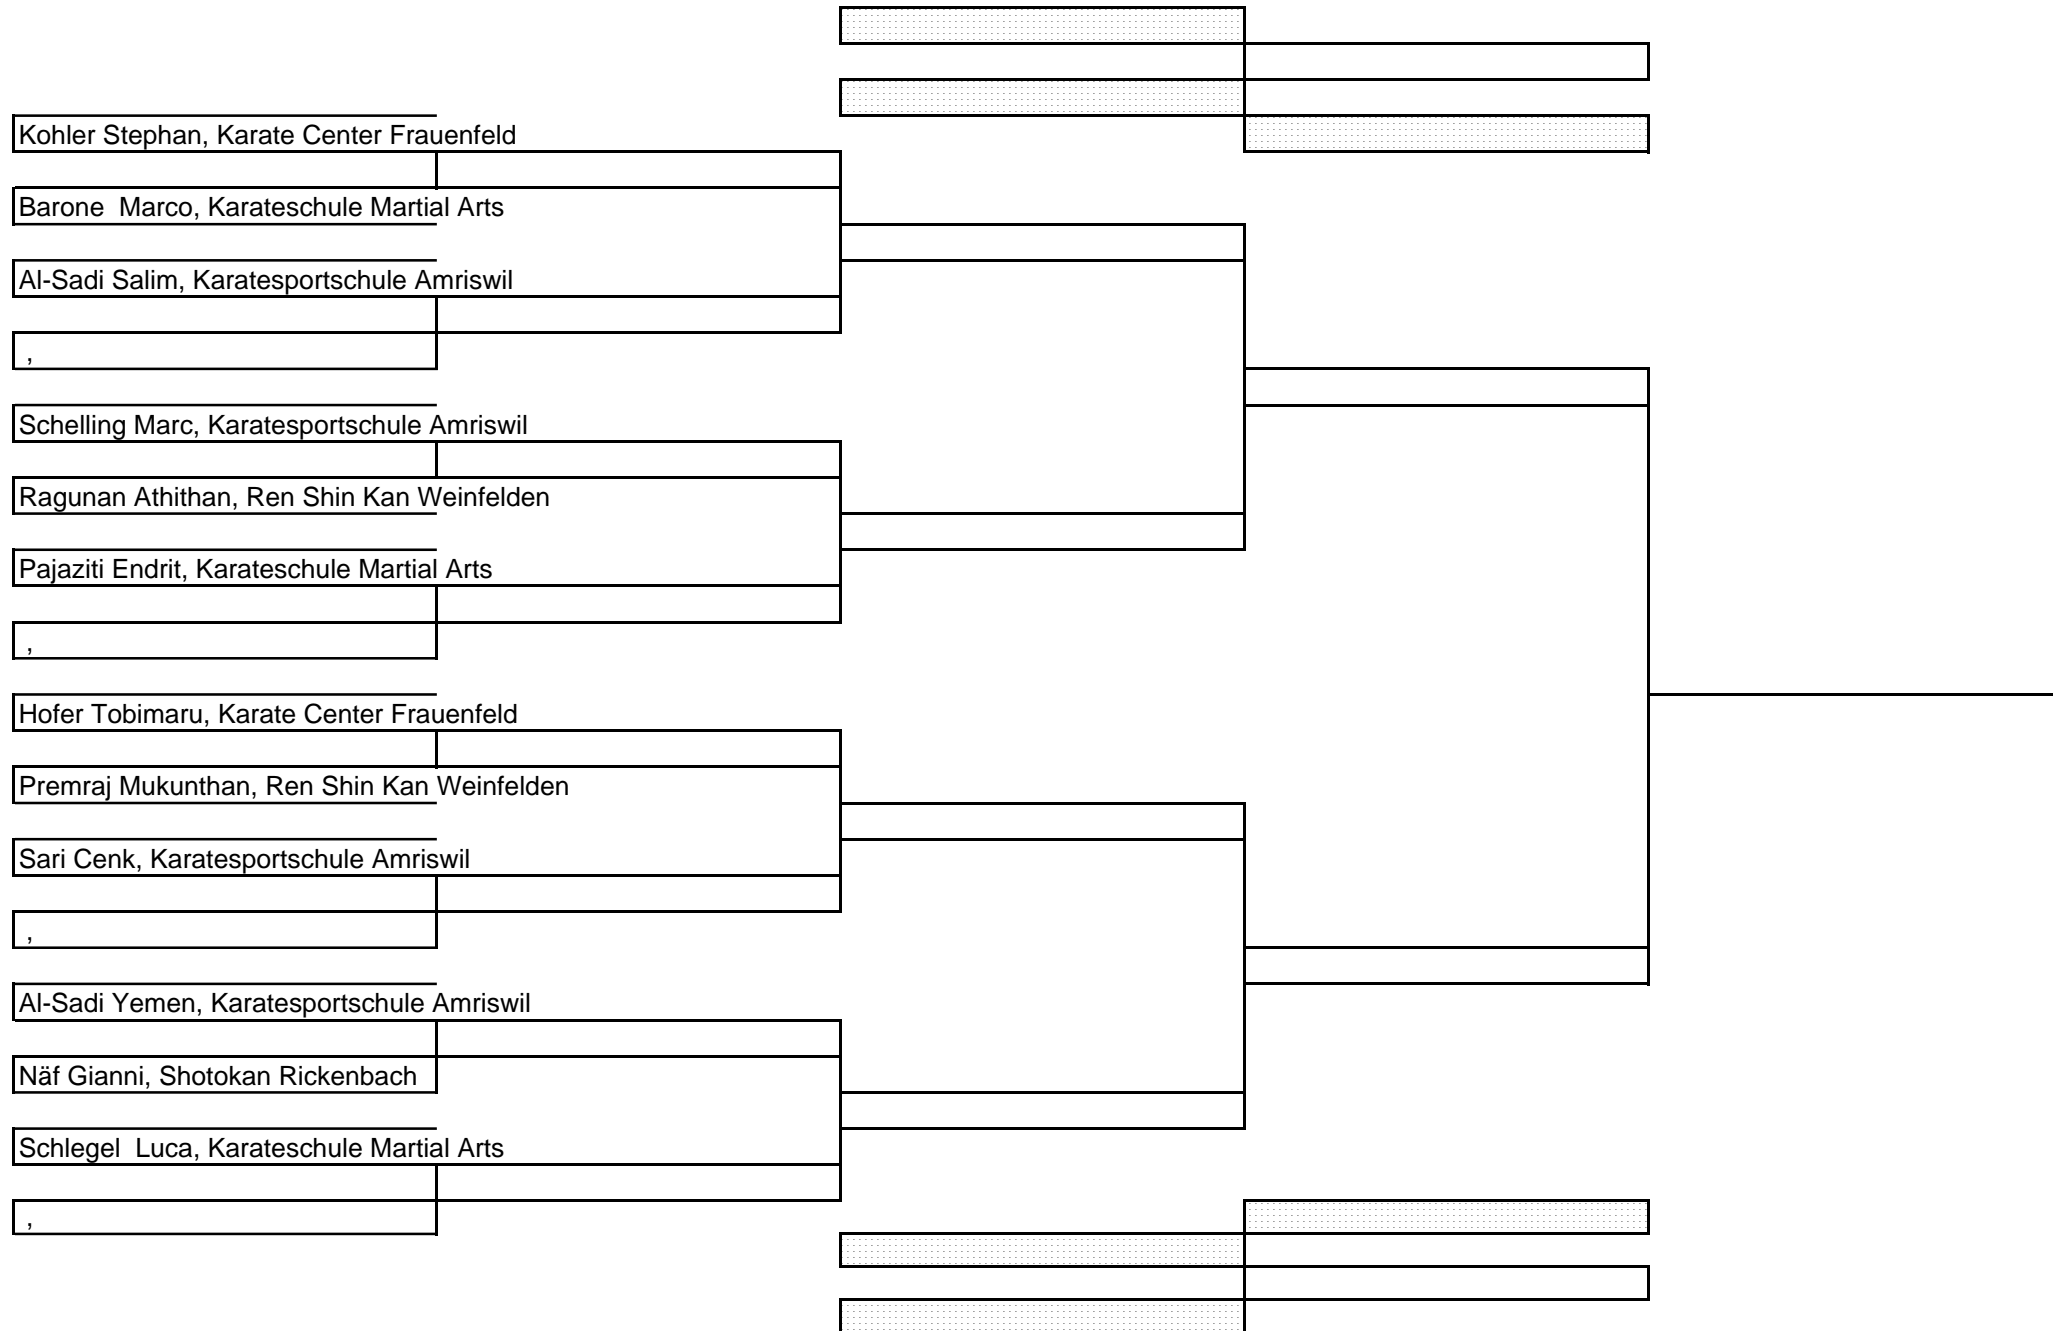 Kohler Stephan, Karate Center Frauenfeld
Barone  Marco, Karateschule Martial Arts
Al-Sadi Salim, Karatesportschule Amriswil
,
Schelling Marc, Karatesportschule Amriswil
Ragunan Athithan, Ren Shin Kan Weinfelden
Pajaziti Endrit, Karateschule Martial Arts
,
Hofer Tobimaru, Karate Center Frauenfeld
Premraj Mukunthan, Ren Shin Kan Weinfelden
Sari Cenk, Karatesportschule Amriswil
,
Al-Sadi Yemen, Karatesportschule Amriswil
Näf Gianni, Shotokan Rickenbach
Schlegel  Luca, Karateschule Martial Arts
,